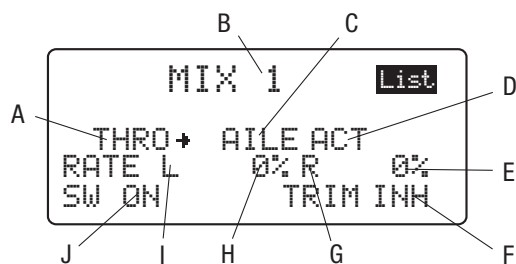 B C
MIX 1 List
A D
THRO→ AILE ACT
RATE L 0% R 0% E
SW ON TRIM INH
J I H G F